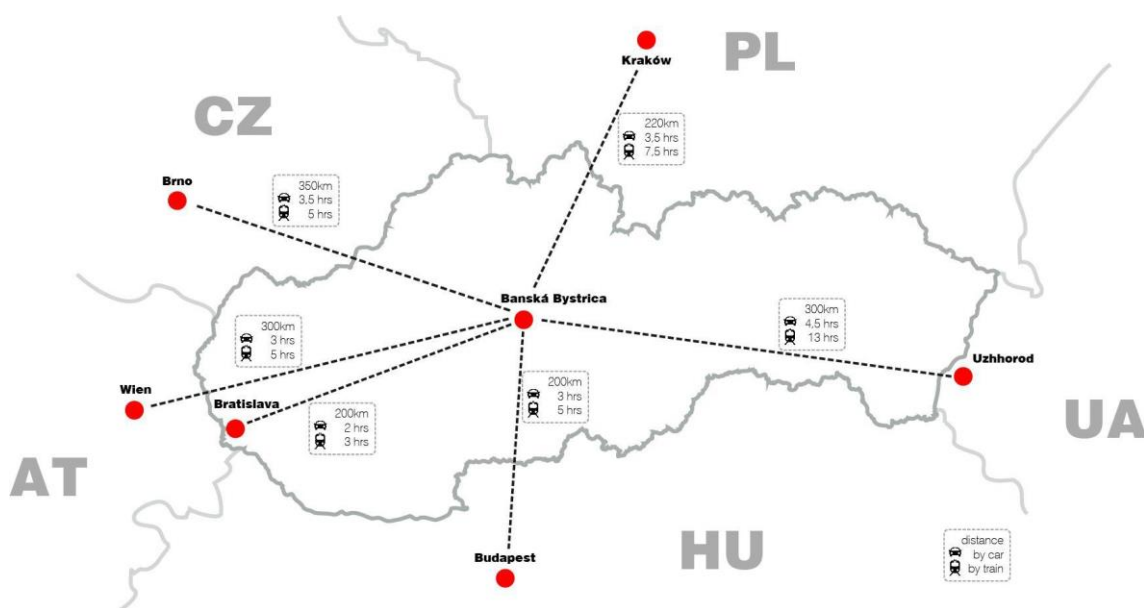 PL
Kraków
CZ
220km
3,5 hrs
7,5 hrs
Brno
350km
3,5 hrs
5 hrs
Banská Bystrica
300km
4,5 hrs
13 hrs
300km
3 hrs
5 hrs
Uzhhorod
Wien
Bratislava
200km
3 hrs
5 hrs
200km
2 hrs
3 hrs
UA
AT
HU
Budapest
distance
by car
by train